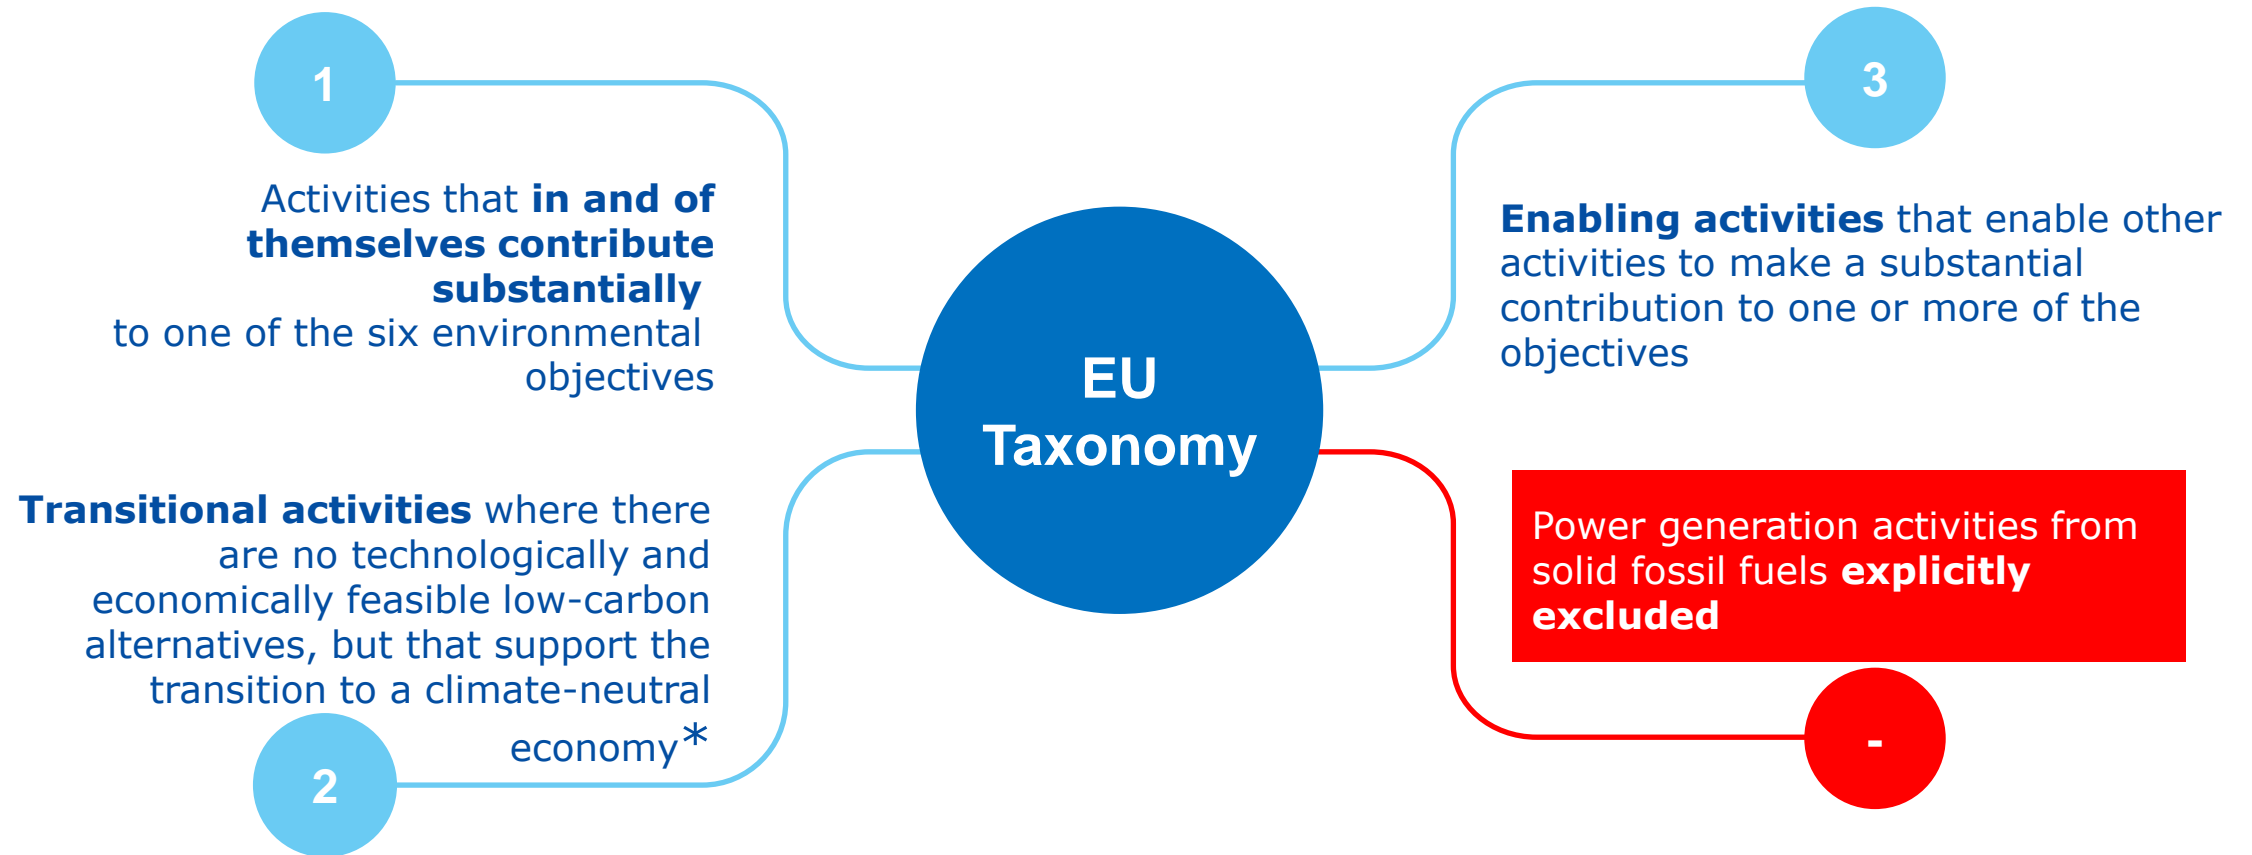 1
Activities that in and of
themselves contribute
substantially
to one of the six environmental
objectives
Transitional activities where there
are no technologically and
economically feasible low-carbon
alternatives, but that support the
transition to a climate-neutral
economy*
2
EU
Taxonomy
3
Enabling activities that enable other
activities to make a substantial
contribution to one or more of the
objectives
Power generation activities from
solid fossil fuels explicitly
excluded
-